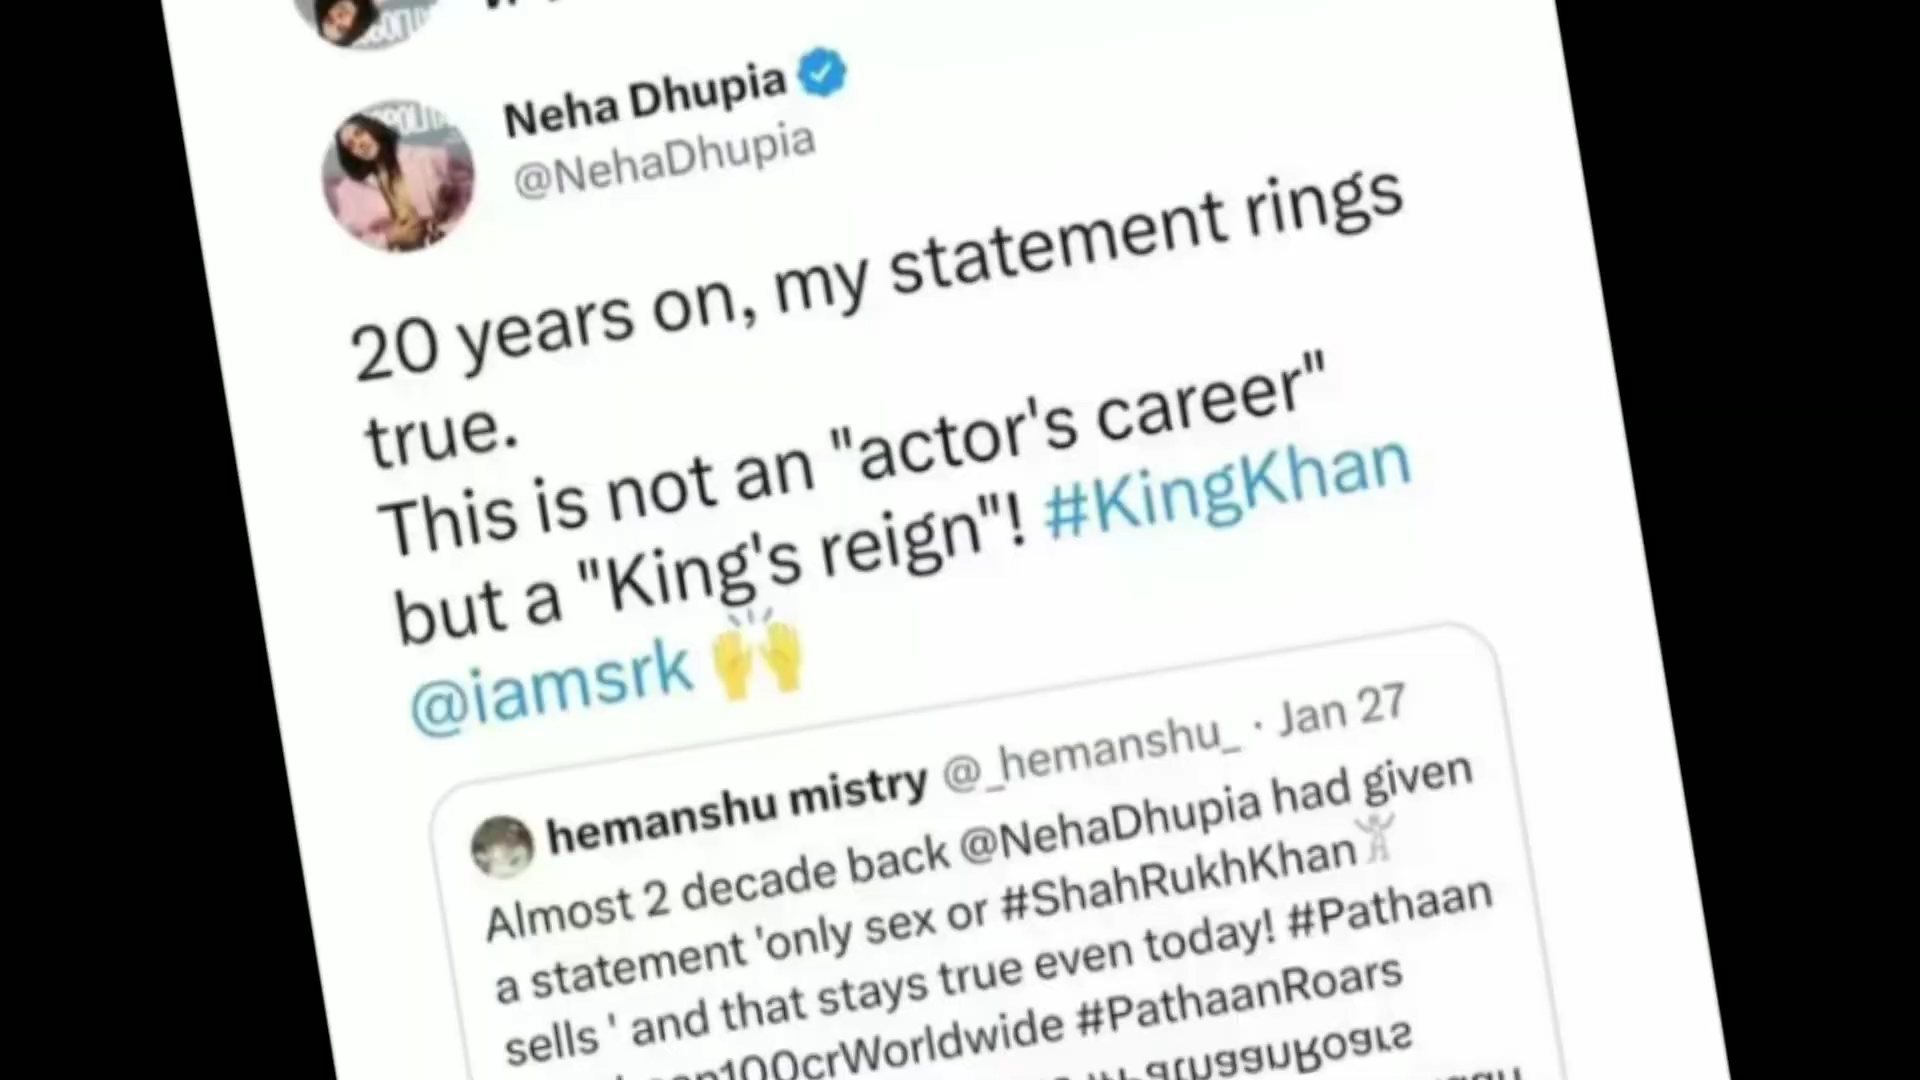 Neha Dhupia
@NehaDhupia
20 years on, my statement rings
true.
This is not an "actor's career"
but a "King's reign"! #KingKhan
@iamsrk 🙌
hemanshu mistry @_hemanshu_ · Jan 27
Almost 2 decade back @NehaDhupia had given
a statement 'only sex or #ShahRukhKhan
sells ' and that stays true even today! #Pathaan
100crWorldwide #PathaanRoars